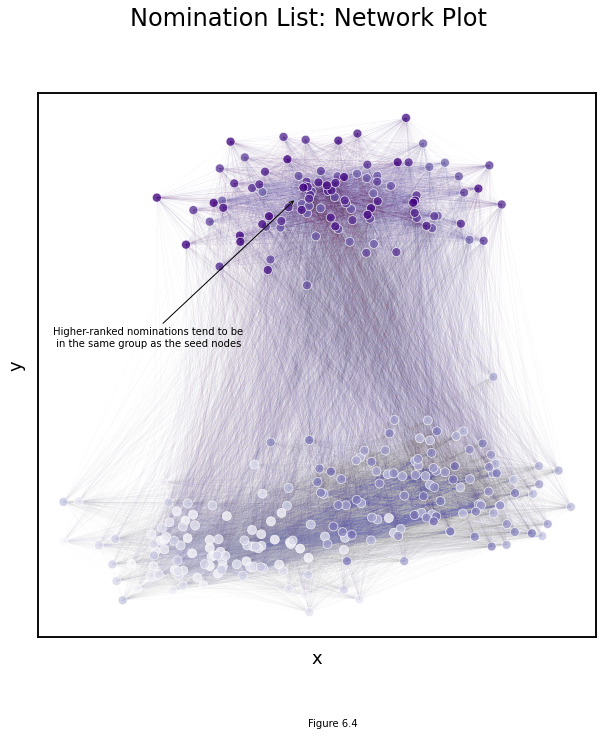 Nomination List: Network Plot
Higher-ranked nominations tend to be
in the same group as the seed nodes
y
x
Figure 6.4